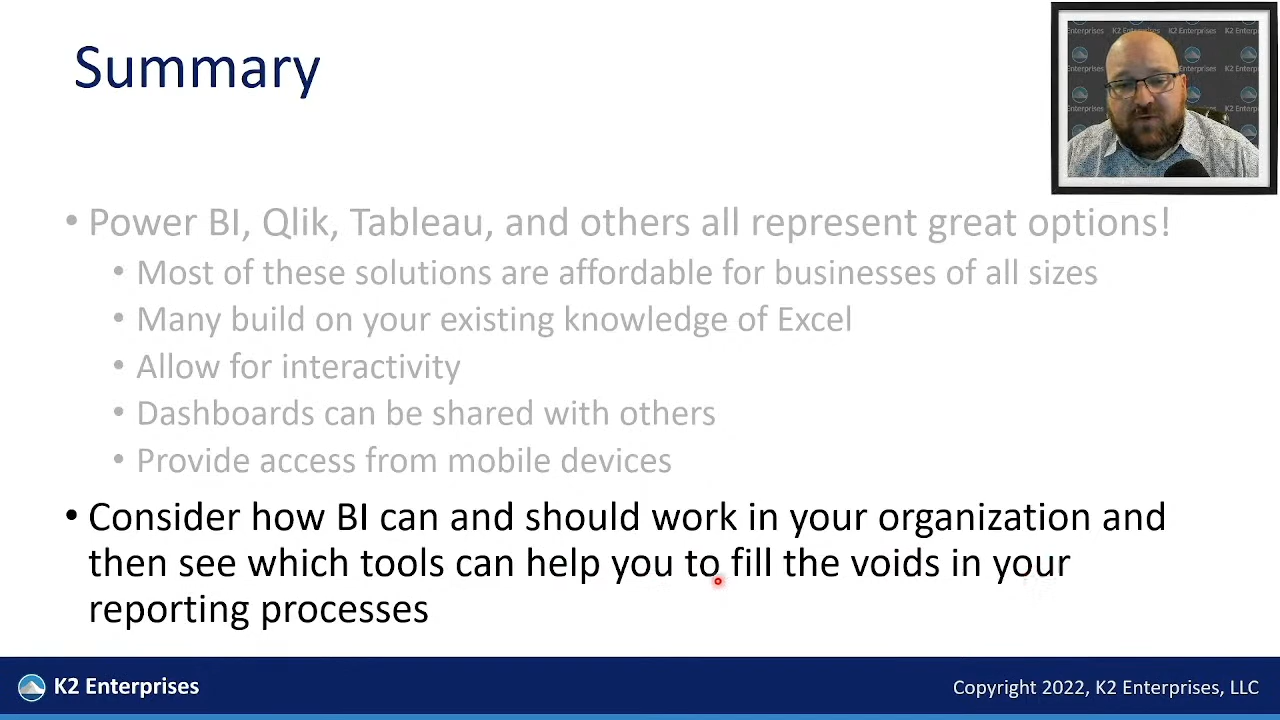 Summary
• Power BI, Qlik, Tableau, and others all represent great options!
• Most of these solutions are affordable for businesses of all sizes
• Many build on your existing knowledge of Excel
• Allow for interactivity
• Dashboards can be shared with others
• Provide access from mobile devices
• Consider how BI can and should work in your organization and
then see which tools can help you to fill the voids in your
reporting processes
K2 Enterprises
Copyright 2022, K2 Enterprises, LLC